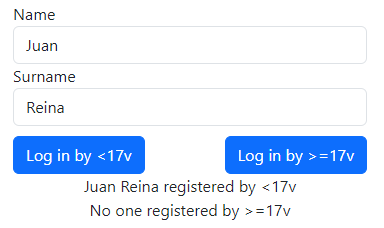 Name
Juan
Surname
Reina
Log in by <17v
Log in by >=17v
Juan Reina registered by <17v
No one registered by >=17v